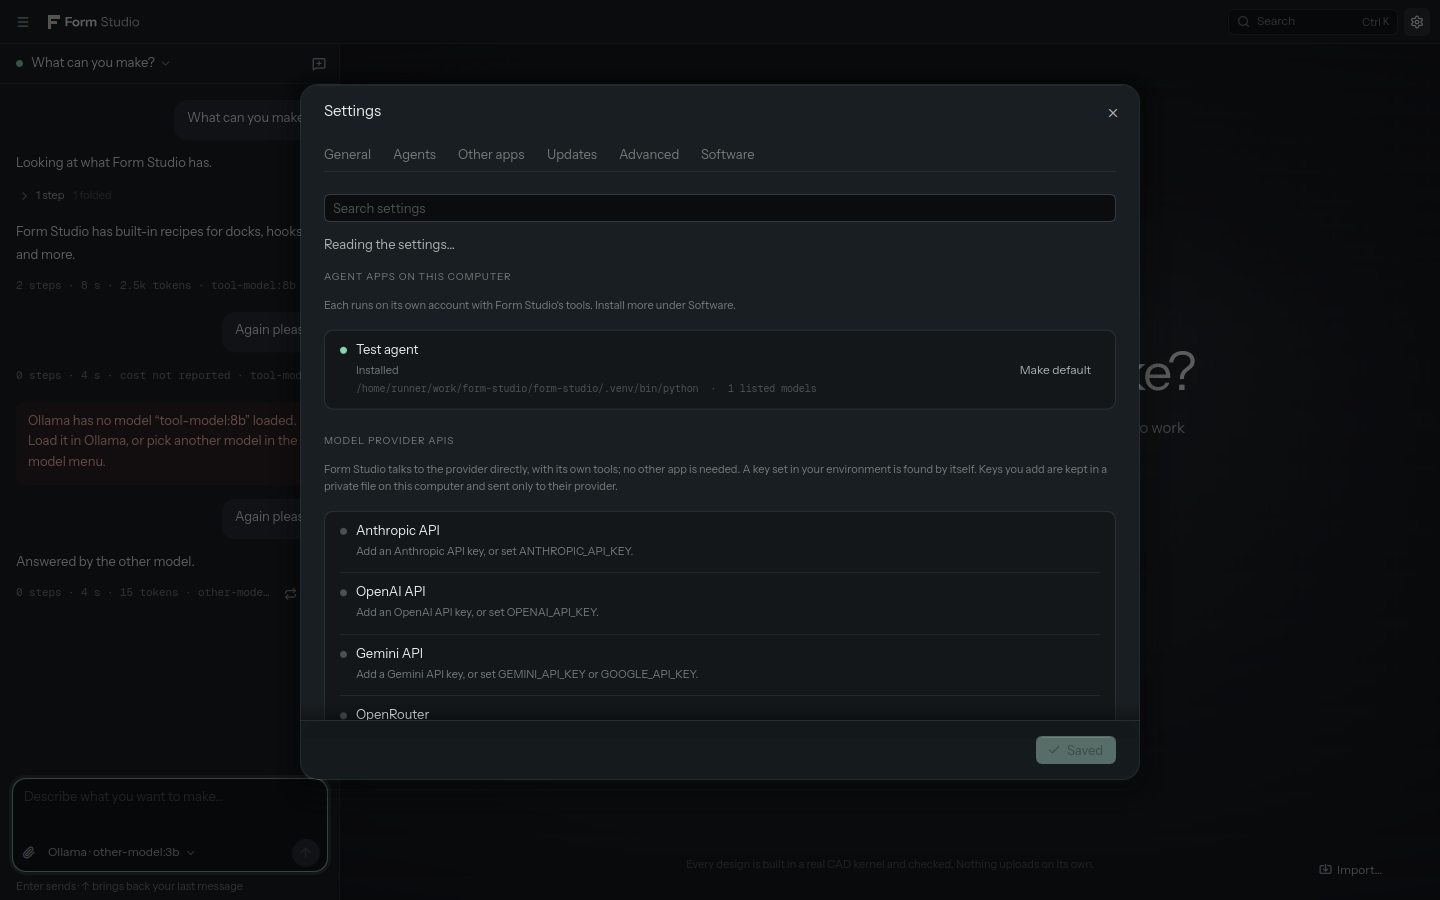 Form Studio
Search
Ctrl K
What can you make?
What can you make
Looking at what Form Studio has.
1 step 1 folded
Form Studio has built-in recipes for docks, hooks
and more.
2 steps · 8 s · 2.5k tokens · tool-model:8b
Again pleas
0 steps · 4 s · cost not reported · tool-mod
Ollama has no model “tool-model:8b” loaded.
Load it in Ollama, or pick another model in the
model menu.
Again pleas
Answered by the other model.
0 steps · 4 s · 15 tokens · other-mode…
Describe what you want to make…
Ollama · other-model:3b
Enter sends · ↑ brings back your last message
Settings
General
Agents
Other apps
Updates
Advanced
Software
Search settings
Reading the settings…
AGENT APPS ON THIS COMPUTER
Each runs on its own account with Form Studio's tools. Install more under Software.
Test agent
Installed
Make default
/home/runner/work/form-studio/form-studio/.venv/bin/python · 1 listed models
MODEL PROVIDER APIS
Form Studio talks to the provider directly, with its own tools; no other app is needed. A key set in your environment is found by itself. Keys you add are kept in a
private file on this computer and sent only to their provider.
Anthropic API
Add an Anthropic API key, or set ANTHROPIC_API_KEY.
OpenAI API
Add an OpenAI API key, or set OPENAI_API_KEY.
Gemini API
Add a Gemini API key, or set GEMINI_API_KEY or GOOGLE_API_KEY.
OpenRouter
Saved
ke?
o work
Every design is built in a real CAD kernel and checked. Nothing uploads on its own.
Import…